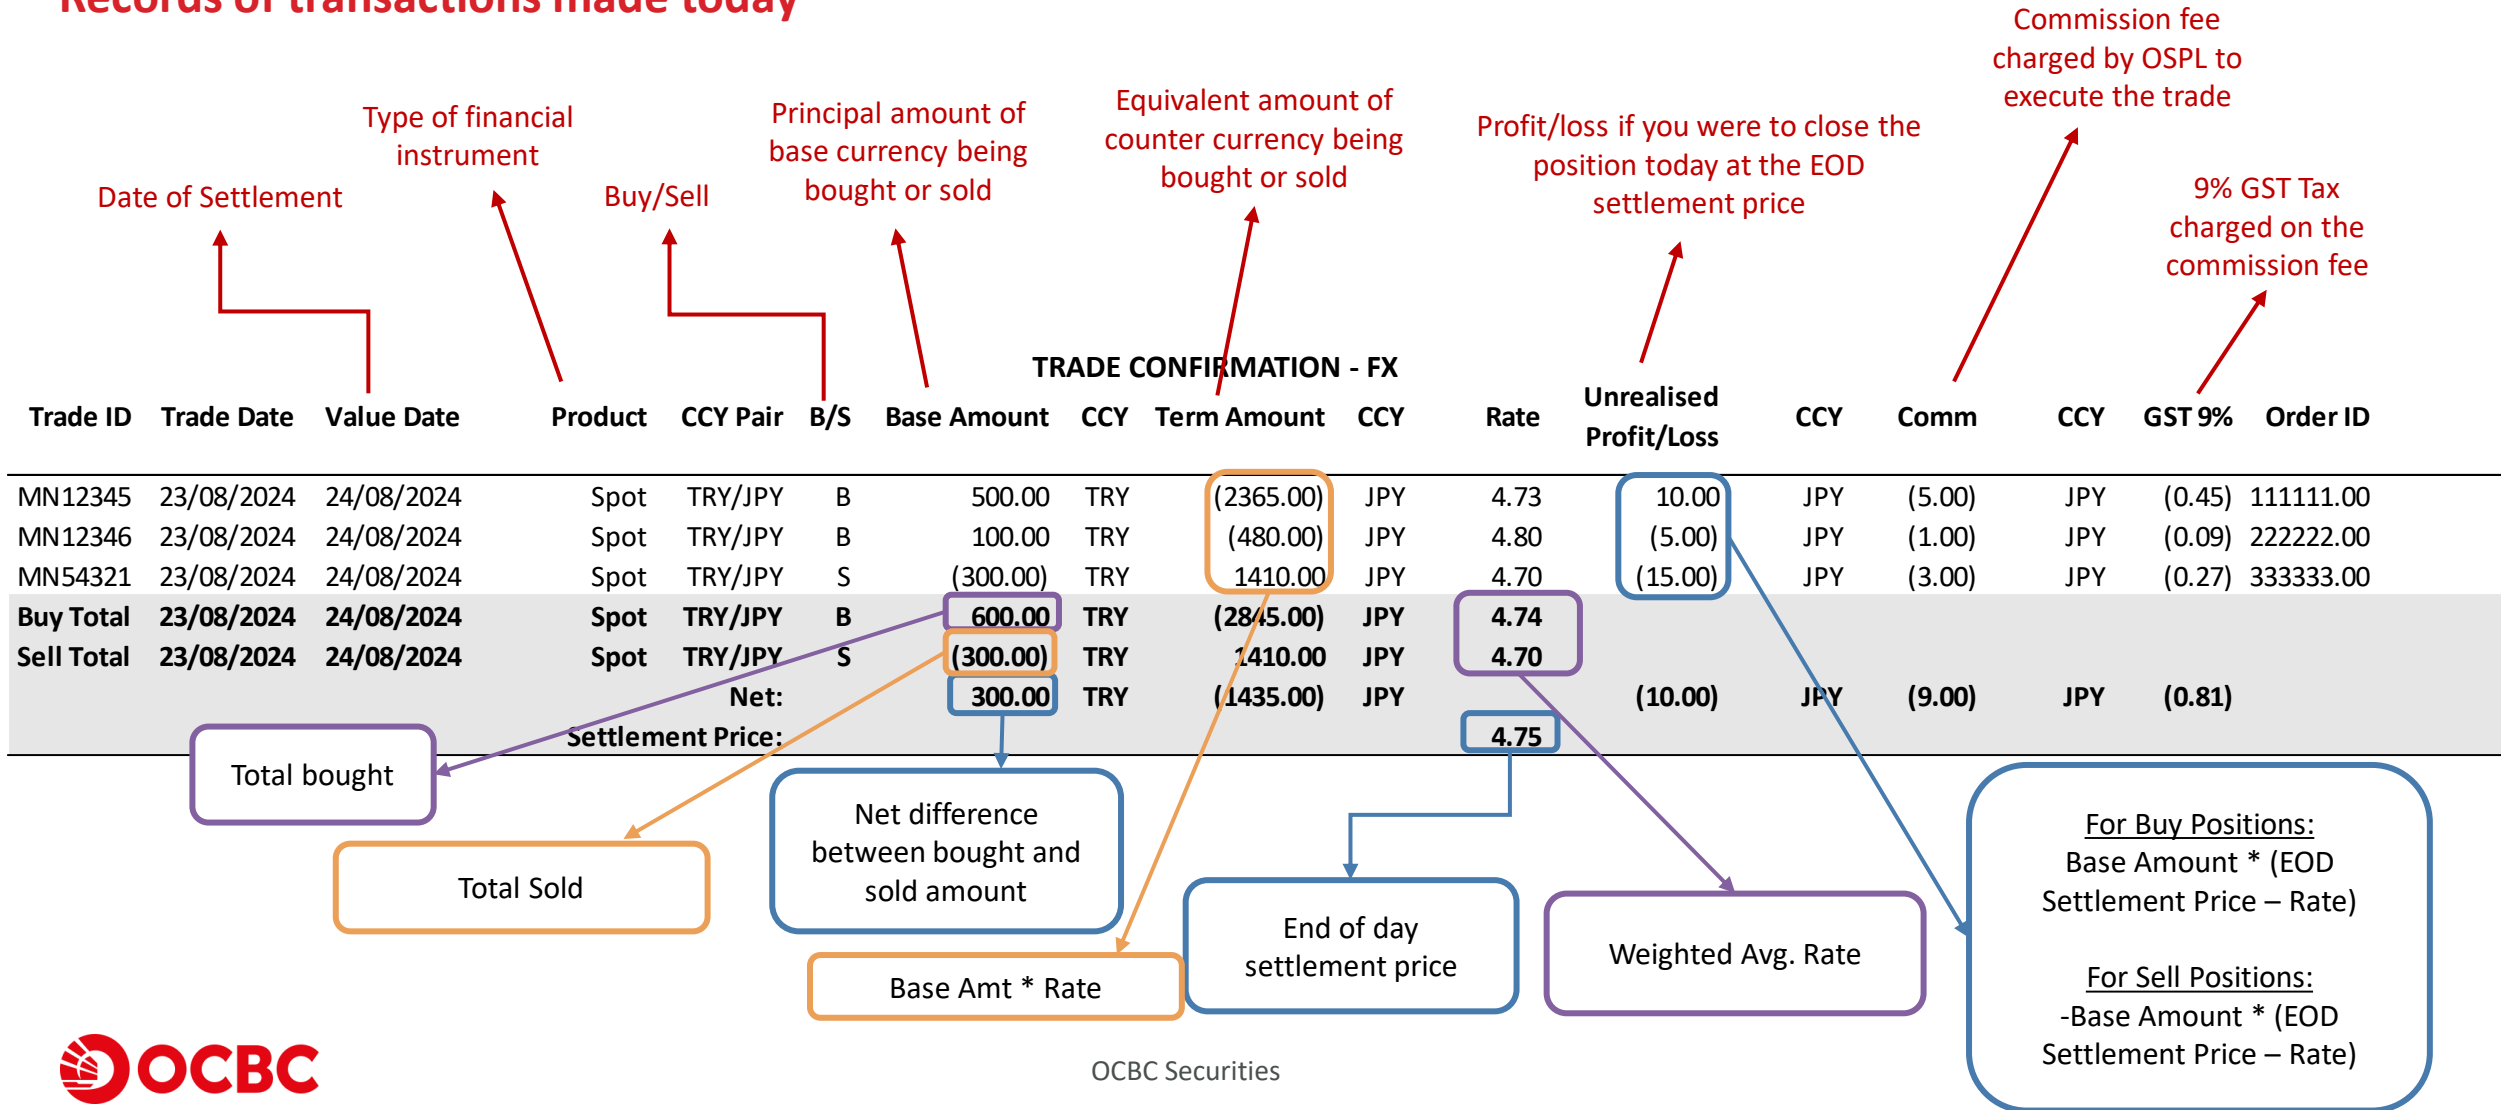 Records of transactions made today
Commission fee
charged by OSPL to
execute the trade
Type of financial
instrument
Principal amount of
base currency being
bought or sold
Equivalent amount of
counter currency being
bought or sold
Profit/loss if you were to close the
position today at the EOD
settlement price
Date of Settlement
Buy/Sell
9% GST Tax
charged on the
commission fee
TRADE CONFIRMATION - FX
Trade ID Trade Date Value Date Product CCY Pair B/S Base Amount CCY Term Amount CCY Rate Unrealised Profit/Loss CCY Comm CCY GST 9% Order ID
MN12345 23/08/2024 24/08/2024 Spot TRY/JPY B 500.00 TRY (2365.00) JPY 4.73 10.00 JPY (5.00) JPY (0.45) 111111.00
MN12346 23/08/2024 24/08/2024 Spot TRY/JPY B 100.00 TRY (480.00) JPY 4.80 (5.00) JPY (1.00) JPY (0.09) 222222.00
MN54321 23/08/2024 24/08/2024 Spot TRY/JPY S (300.00) TRY 1410.00 JPY 4.70 (15.00) JPY (3.00) JPY (0.27) 333333.00
Buy Total 23/08/2024 24/08/2024 Spot TRY/JPY B 600.00 TRY (2845.00) JPY 4.74
Sell Total 23/08/2024 24/08/2024 Spot TRY/JPY S (300.00) TRY 1410.00 JPY 4.70
Net: 300.00 TRY (1435.00) JPY (10.00) JPY (9.00) JPY (0.81)
Settlement Price: 4.75
Total bought
Total Sold
Net difference
between bought and
sold amount
Base Amt * Rate
End of day
settlement price
Weighted Avg. Rate
For Buy Positions:
Base Amount * (EOD
Settlement Price – Rate)
For Sell Positions:
-Base Amount * (EOD
Settlement Price – Rate)
OCBC
OCBC Securities